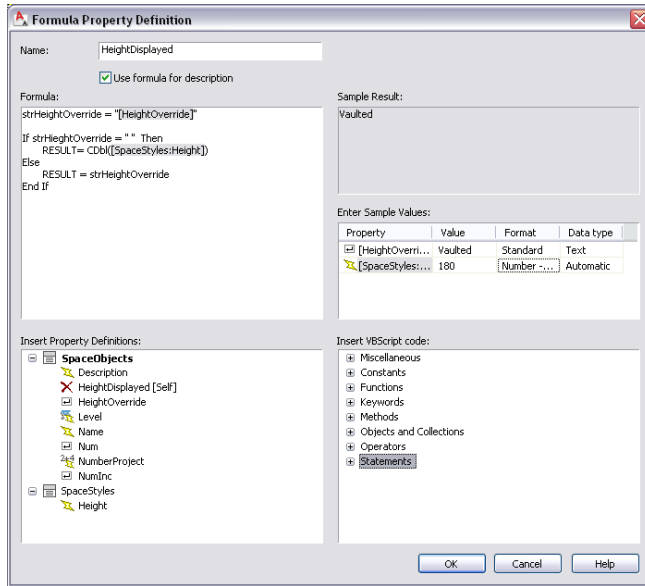 Formula Property Definition
Name:
HeightDisplayed
Use formula for description
Formula:
strHeightOverride = "[HeightOverride]"
If strHieghtOverride = " " Then
RESULT= CDbl([SpaceStyles:Height])
Else
RESULT = strHeightOverride
End If
Sample Result:
Vaulted
Enter Sample Values:
Property Value Format Data type
[HeightOverri... Vaulted Standard Text
[SpaceStyles:... 180 Number -... Automatic
Insert Property Definitions:
SpaceObjects
Description
HeightDisplayed [Self]
HeightOverride
Level
Name
Num
NumberProject
NumInc
SpaceStyles
Height
Insert VBScript code:
Miscellaneous
Constants
Functions
Keywords
Methods
Objects and Collections
Operators
Statements
OK Cancel Help